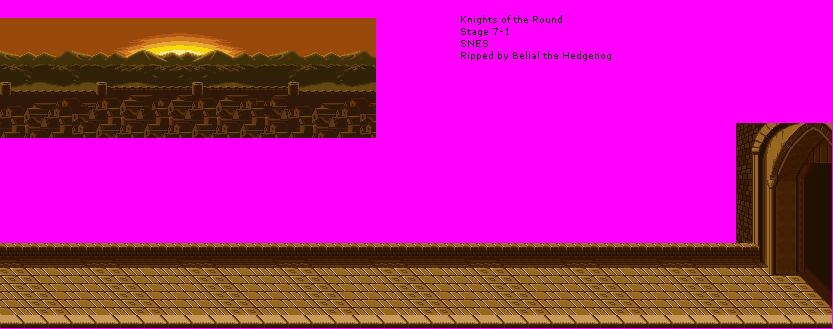 Knights of the Round
Stage 7-1
SNES
Ripped by Belial the Hedgehog